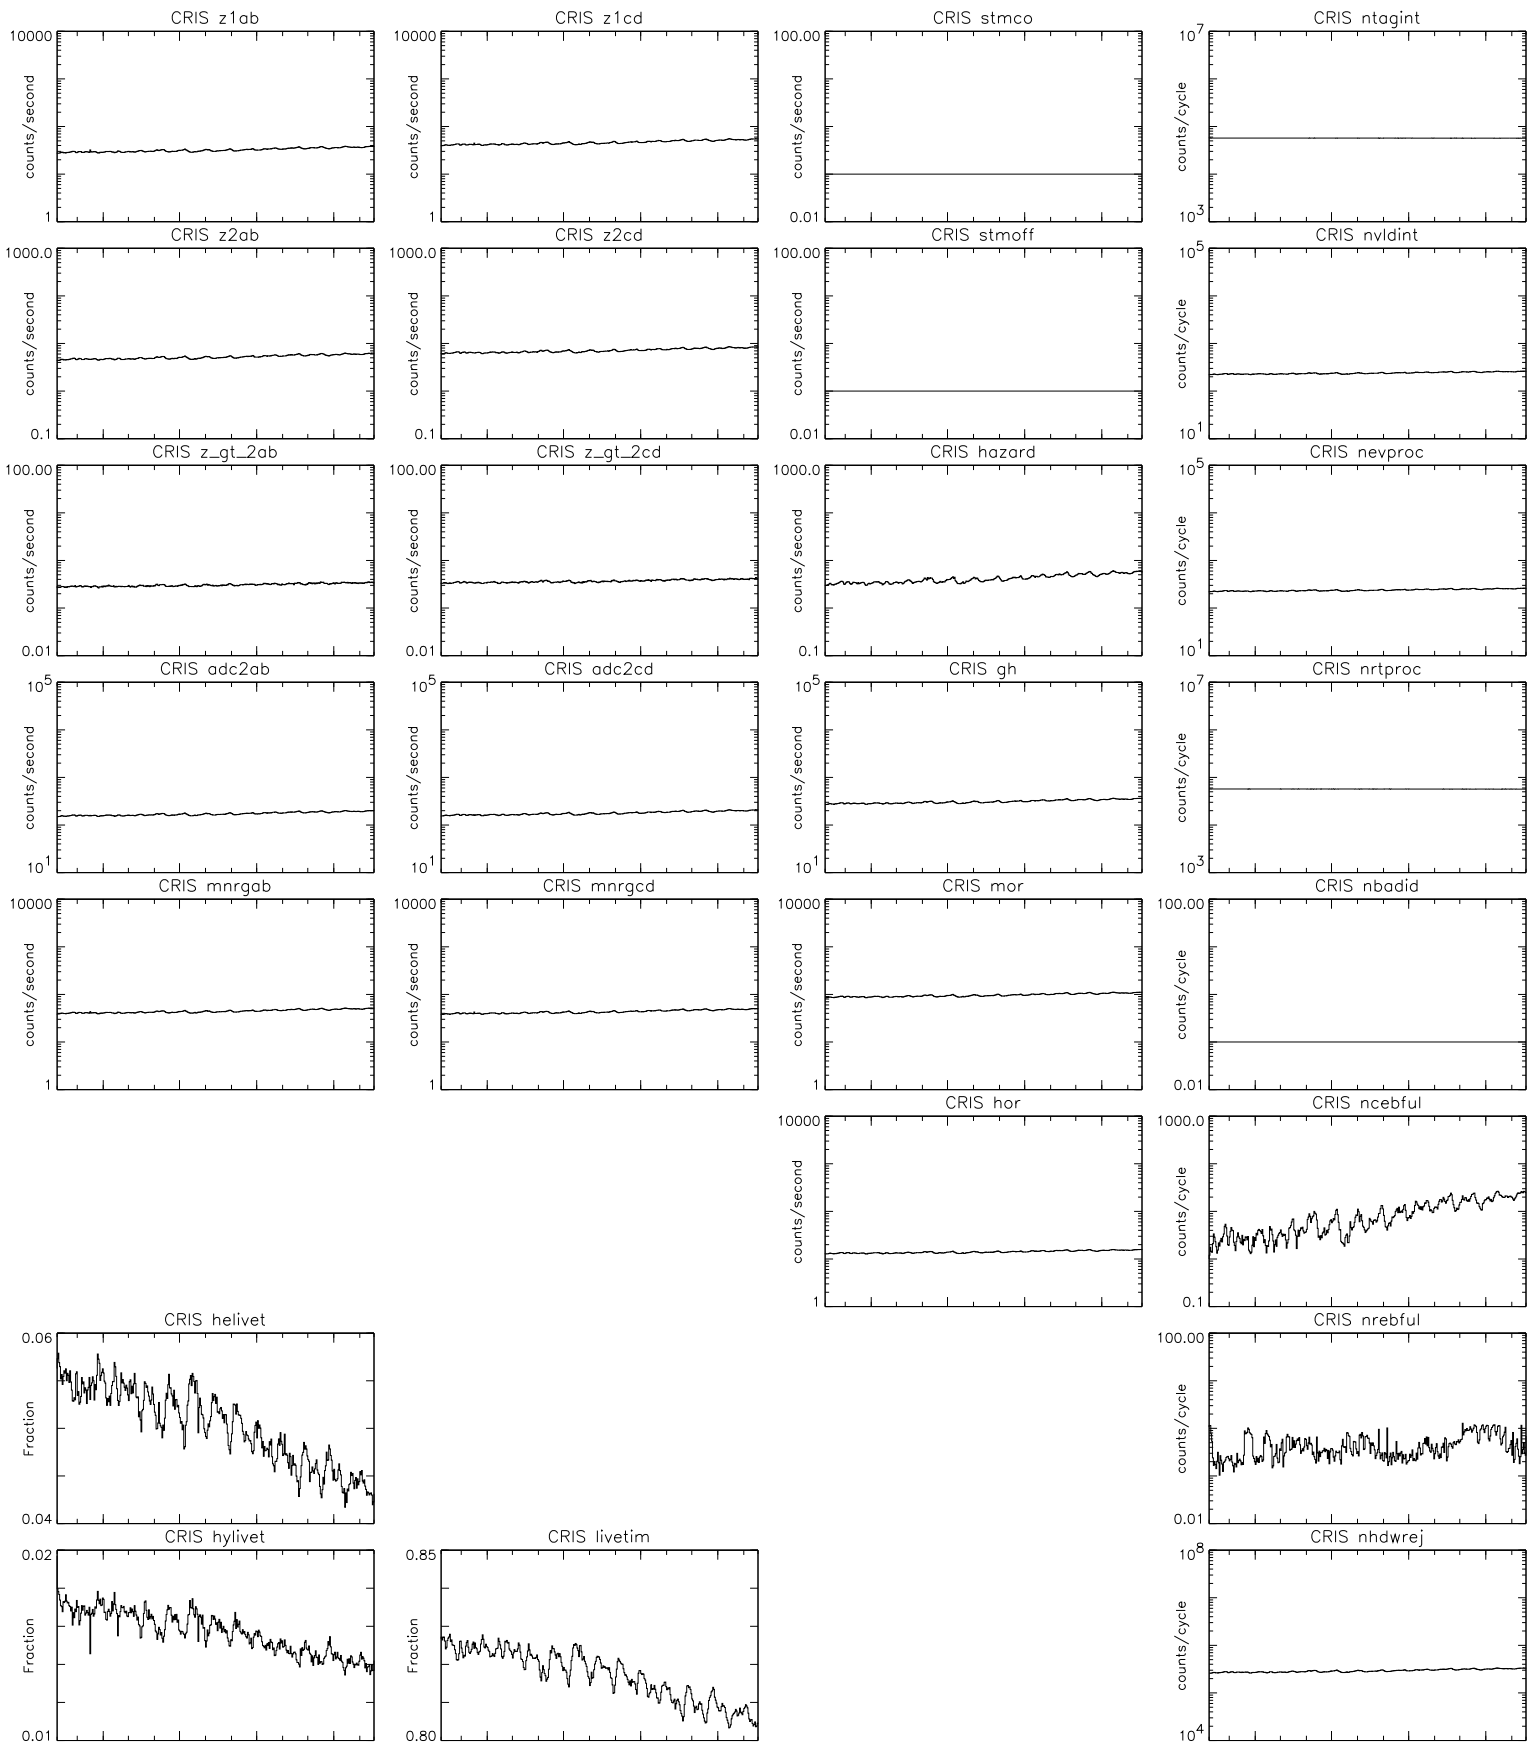 CRIS z1ab
10000
counts/second
1
CRIS z1cd
10000
counts/second
1
CRIS stmco
100.00
0.01
CRIS ntagint
10^7
counts/cycle
10^3
CRIS z2ab
1000.0
counts/second
0.1
CRIS z2cd
1000.0
counts/second
0.1
CRIS stmoff
100.00
counts/second
0.01
CRIS nvldint
10^5
counts/cycle
10^1
CRIS z_gt_2ab
100.00
counts/second
0.01
CRIS z_gt_2cd
100.00
counts/second
0.01
CRIS hazard
1000.0
counts/second
0.1
CRIS nevproc
10^5
counts/cycle
10^1
CRIS adc2ab
10^5
counts/second
10^1
CRIS adc2cd
10^5
counts/second
10^1
CRIS gh
10^5
counts/second
10^1
CRIS nrtproc
10^7
counts/cycle
10^3
CRIS mnrgab
10000
counts/second
1
CRIS mnrgcd
10000
counts/second
1
CRIS mor
10000
counts/second
1
CRIS nbadid
100.00
counts/cycle
0.01
CRIS hor
10000
counts/second
1
CRIS ncebful
1000.0
counts/cycle
0.1
CRIS helivet
0.06
Fraction
0.04
CRIS nrebful
100.00
counts/cycle
0.01
CRIS hylivet
0.02
Fraction
0.01
CRIS livetim
0.85
Fraction
0.80
CRIS nhdwrej
10^8
counts/cycle
10^4